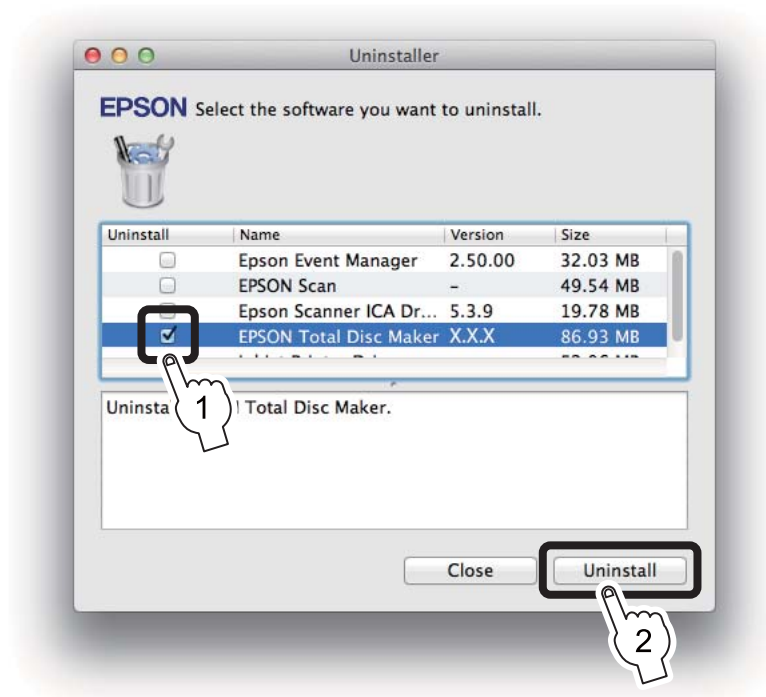 Uninstaller
EPSON Select the software you want to uninstall.
Uninstall Name Version Size
Epson Event Manager 2.50.00 32.03 MB
EPSON Scan – 49.54 MB
Epson Scanner ICA Dr... 5.3.9 19.78 MB
EPSON Total Disc Maker X.X.X 86.93 MB
1
Total Disc Maker.
Close Uninstall
2